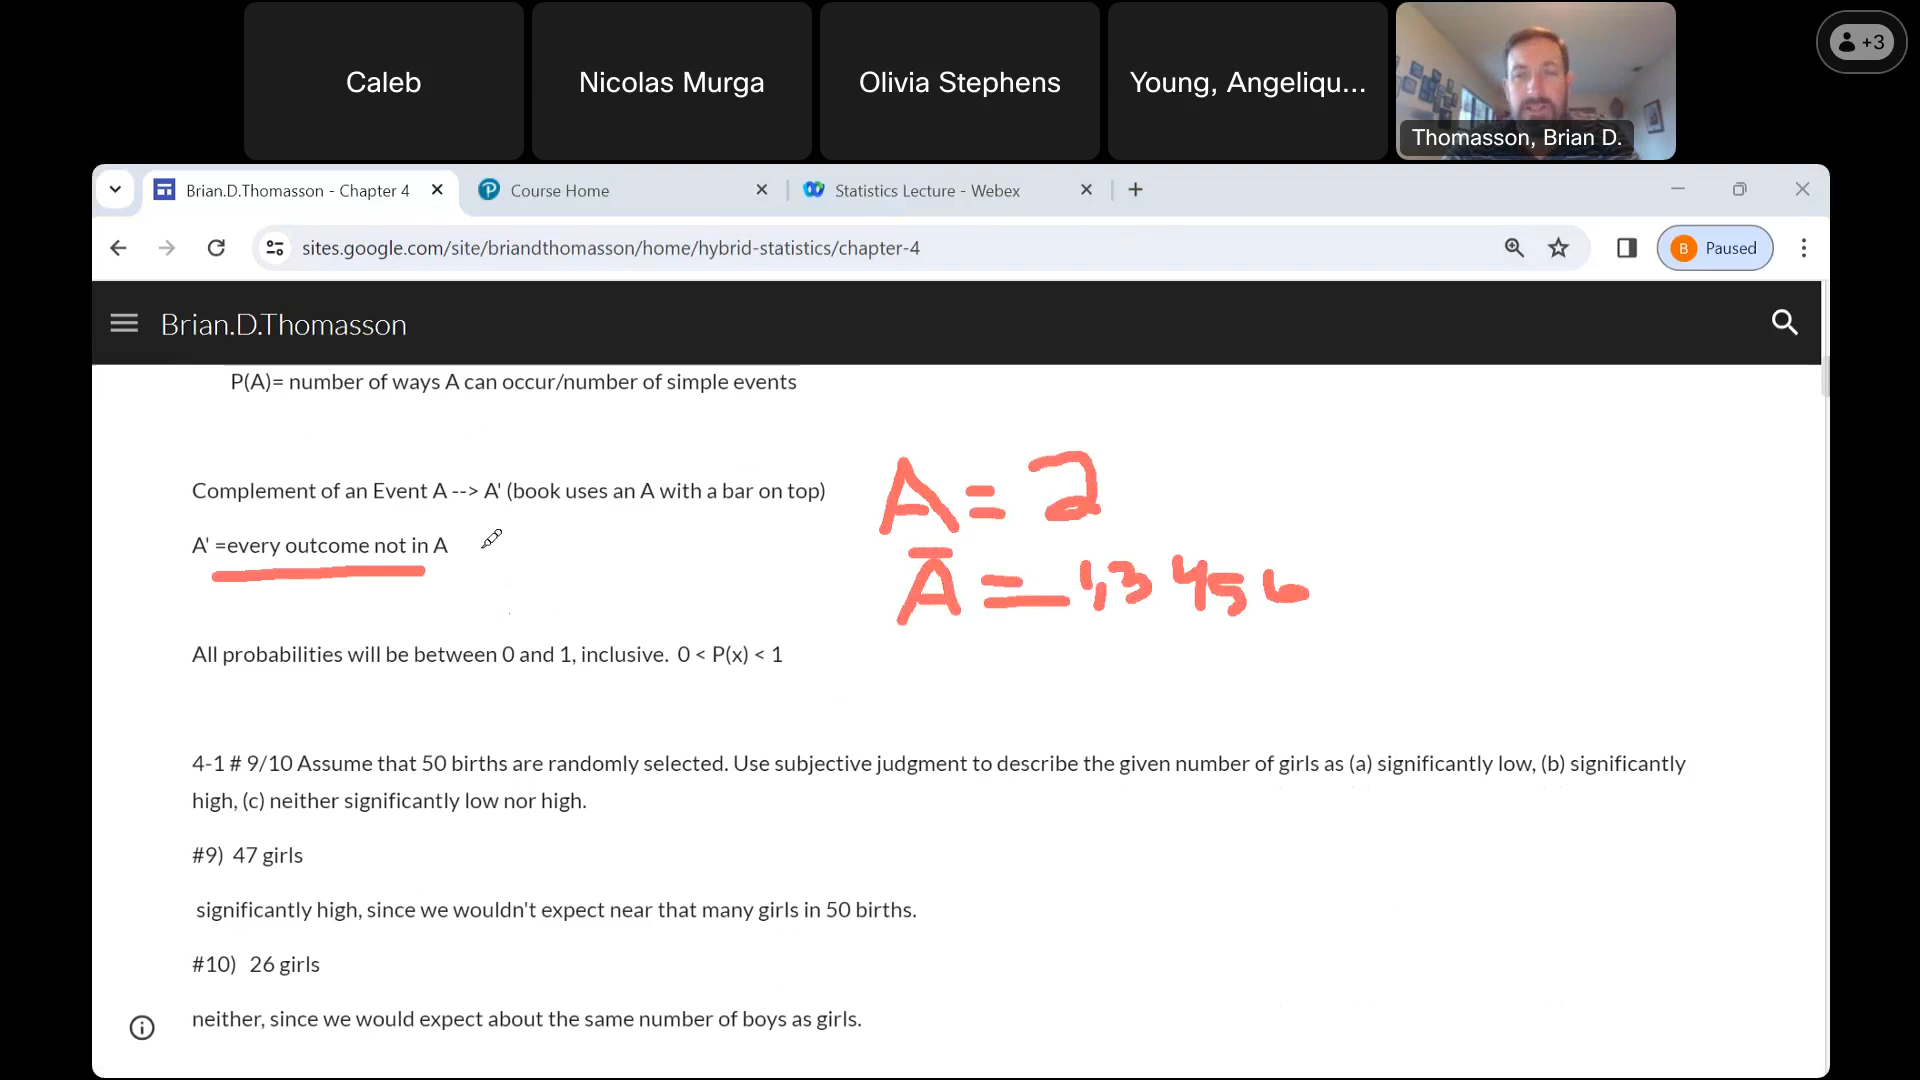 Caleb
Nicolas Murga
Olivia Stephens
Young, Angeliqu...
Thomasson, Brian D.
+3
Brian.D.Thomasson - Chapter 4
Course Home
Statistics Lecture - Webex
sites.google.com/site/briandthomasson/home/hybrid-statistics/chapter-4
B Paused
Brian.D.Thomasson
P(A)= number of ways A can occur/number of simple events
Complement of an Event A --> A' (book uses an A with a bar on top)
A = 2
A' =every outcome not in A
Ā = 1,3 4 5 6
All probabilities will be between 0 and 1, inclusive. 0 < P(x) < 1
4-1 # 9/10 Assume that 50 births are randomly selected. Use subjective judgment to describe the given number of girls as (a) significantly low, (b) significantly
high, (c) neither significantly low nor high.
#9) 47 girls
significantly high, since we wouldn't expect near that many girls in 50 births.
#10) 26 girls
neither, since we would expect about the same number of boys as girls.